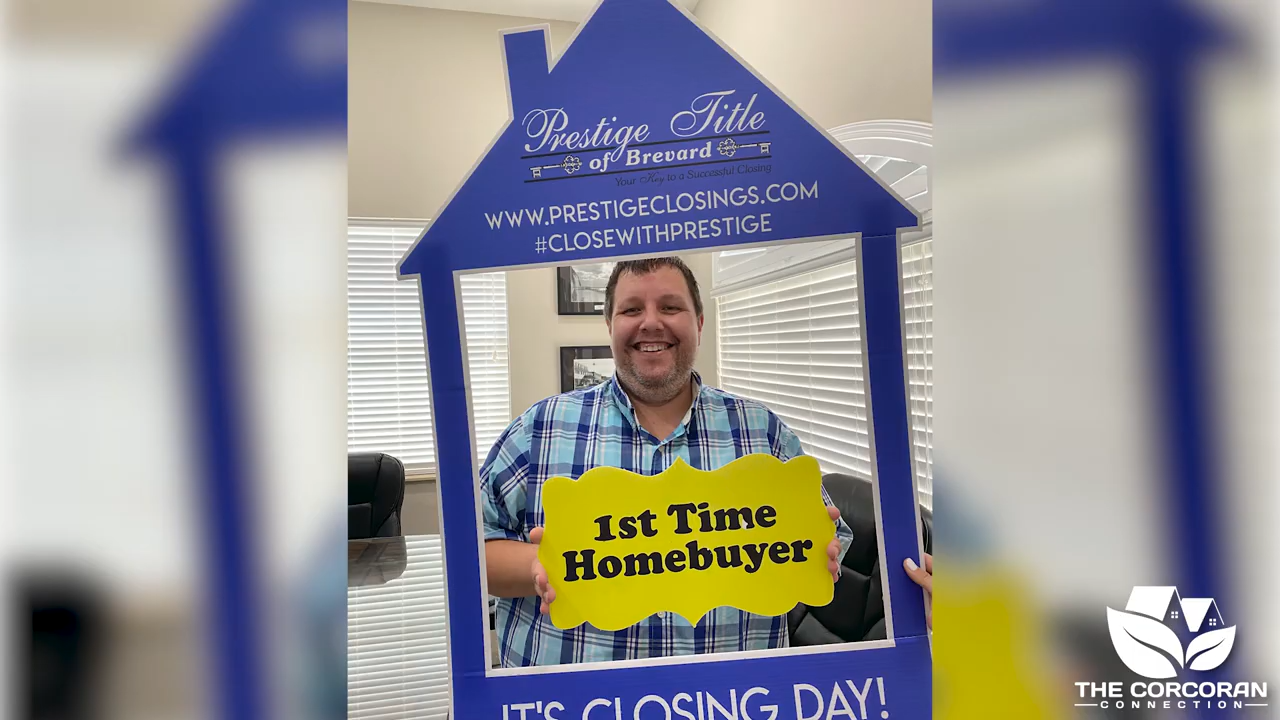 Prestige Title
of Brevard
Your Key to a Successful Closing
WWW.PRESTIGECLOSINGS.COM
#CLOSEWITHPRESTIGE
1st Time
Homebuyer
IT'S CLOSING DAY!
THE CORCORAN
CONNECTION